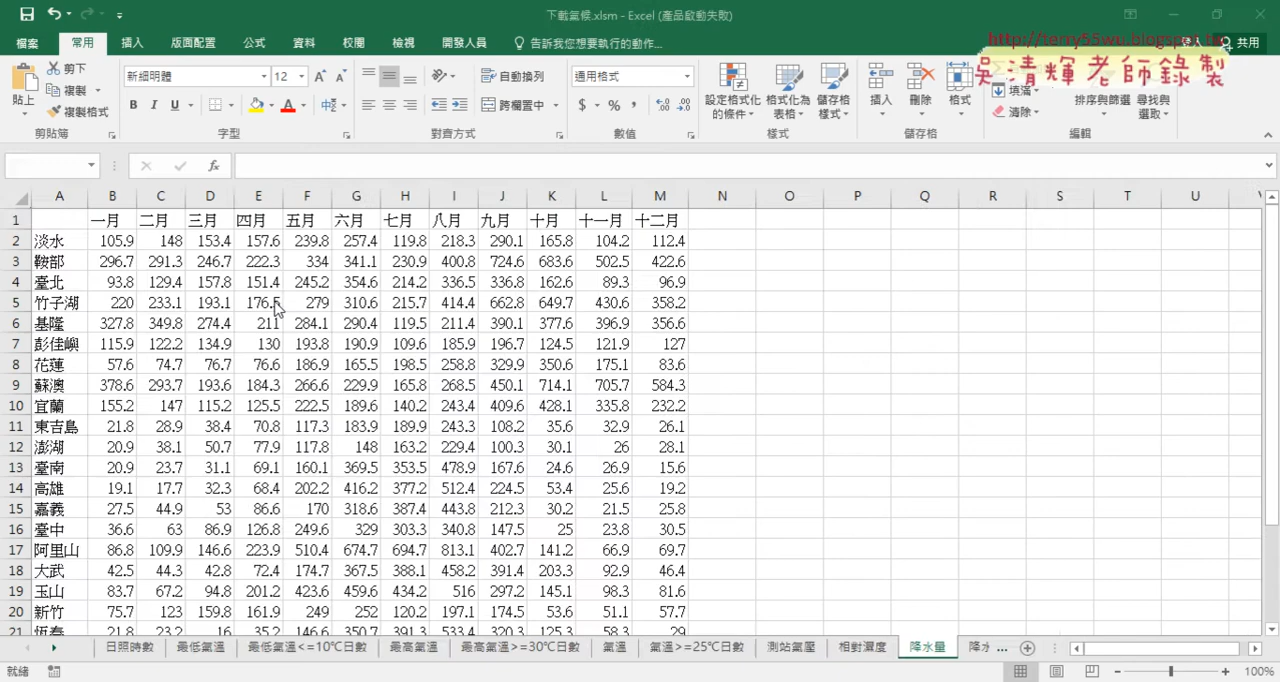 下載氣候.xlsm - Excel (產品啟動失敗)
http://terry55wu.blogspot.tw
檔案 常用 插入 版面配置 公式 資料 校閱 檢視 開發人員 告訴我您想要執行的動作... 共用
吳清輝老師錄製
貼上 剪下 複製 複製格式 剪貼簿
新細明體 12 B I U 中 字型
自動換列 跨欄置中 對齊方式
通用格式 $ % , 數值
設定格式化的條件 格式化為表格 儲存格樣式 樣式
插入 刪除 格式 儲存格
填滿 清除 排序與篩選 尋找與選取 編輯
fx
A B C D E F G H I J K L M N O P Q R S T U
1 一月 二月 三月 四月 五月 六月 七月 八月 九月 十月 十一月 十二月
2 淡水 105.9 148 153.4 157.6 239.8 257.4 119.8 218.3 290.1 165.8 104.2 112.4
3 鞍部 296.7 291.3 246.7 222.3 334 341.1 230.9 400.8 724.6 683.6 502.5 422.6
4 臺北 93.8 129.4 157.8 151.4 245.2 354.6 214.2 336.5 336.8 162.6 89.3 96.9
5 竹子湖 220 233.1 193.1 176.5 279 310.6 215.7 414.4 662.8 649.7 430.6 358.2
6 基隆 327.8 349.8 274.4 211 284.1 290.4 119.5 211.4 390.1 377.6 396.9 356.6
7 彭佳嶼 115.9 122.2 134.9 130 193.8 190.9 109.6 185.9 196.7 124.5 121.9 127
8 花蓮 57.6 74.7 76.7 76.6 186.9 165.5 198.5 258.8 329.9 350.6 175.1 83.6
9 蘇澳 378.6 293.7 193.6 184.3 266.6 229.9 165.8 268.5 450.1 714.1 705.7 584.3
10 宜蘭 155.2 147 115.2 125.5 222.5 189.6 140.2 243.4 409.6 428.1 335.8 232.2
11 東吉島 21.8 28.9 38.4 70.8 117.3 183.9 189.9 243.3 108.2 35.6 32.9 26.1
12 澎湖 20.9 38.1 50.7 77.9 117.8 148 163.2 229.4 100.3 30.1 26 28.1
13 臺南 20.9 23.7 31.1 69.1 160.1 369.5 353.5 478.9 167.6 24.6 26.9 15.6
14 高雄 19.1 17.7 32.3 68.4 202.2 416.2 377.2 512.4 224.5 53.4 25.6 19.2
15 嘉義 27.5 44.9 53 86.6 170 318.6 387.4 443.8 212.3 30.2 21.5 25.8
16 臺中 36.6 63 86.9 126.8 249.6 329 303.3 340.8 147.5 25 23.8 30.5
17 阿里山 86.8 109.9 146.6 223.9 510.4 674.7 694.7 813.1 402.7 141.2 66.9 69.7
18 大武 42.5 44.3 42.8 72.4 174.7 367.5 388.1 458.2 391.4 203.3 92.9 46.4
19 玉山 83.7 67.2 94.8 201.2 423.6 459.6 434.2 516 297.2 145.1 98.3 81.6
20 新竹 75.7 123 159.8 161.9 249 252 120.2 197.1 174.5 53.6 51.1 57.7
21 恆春 21.8 23.2 16 35.2 146.6 350.7 391.3 533.4 320.3 125.3 58.3 29
日照時數 最低氣溫 最低氣溫<=10℃日數 最高氣溫 最高氣溫>=30℃日數 氣溫 氣溫>=25℃日數 測站氣壓 相對濕度 降水量 降水 ...
就緒 100%